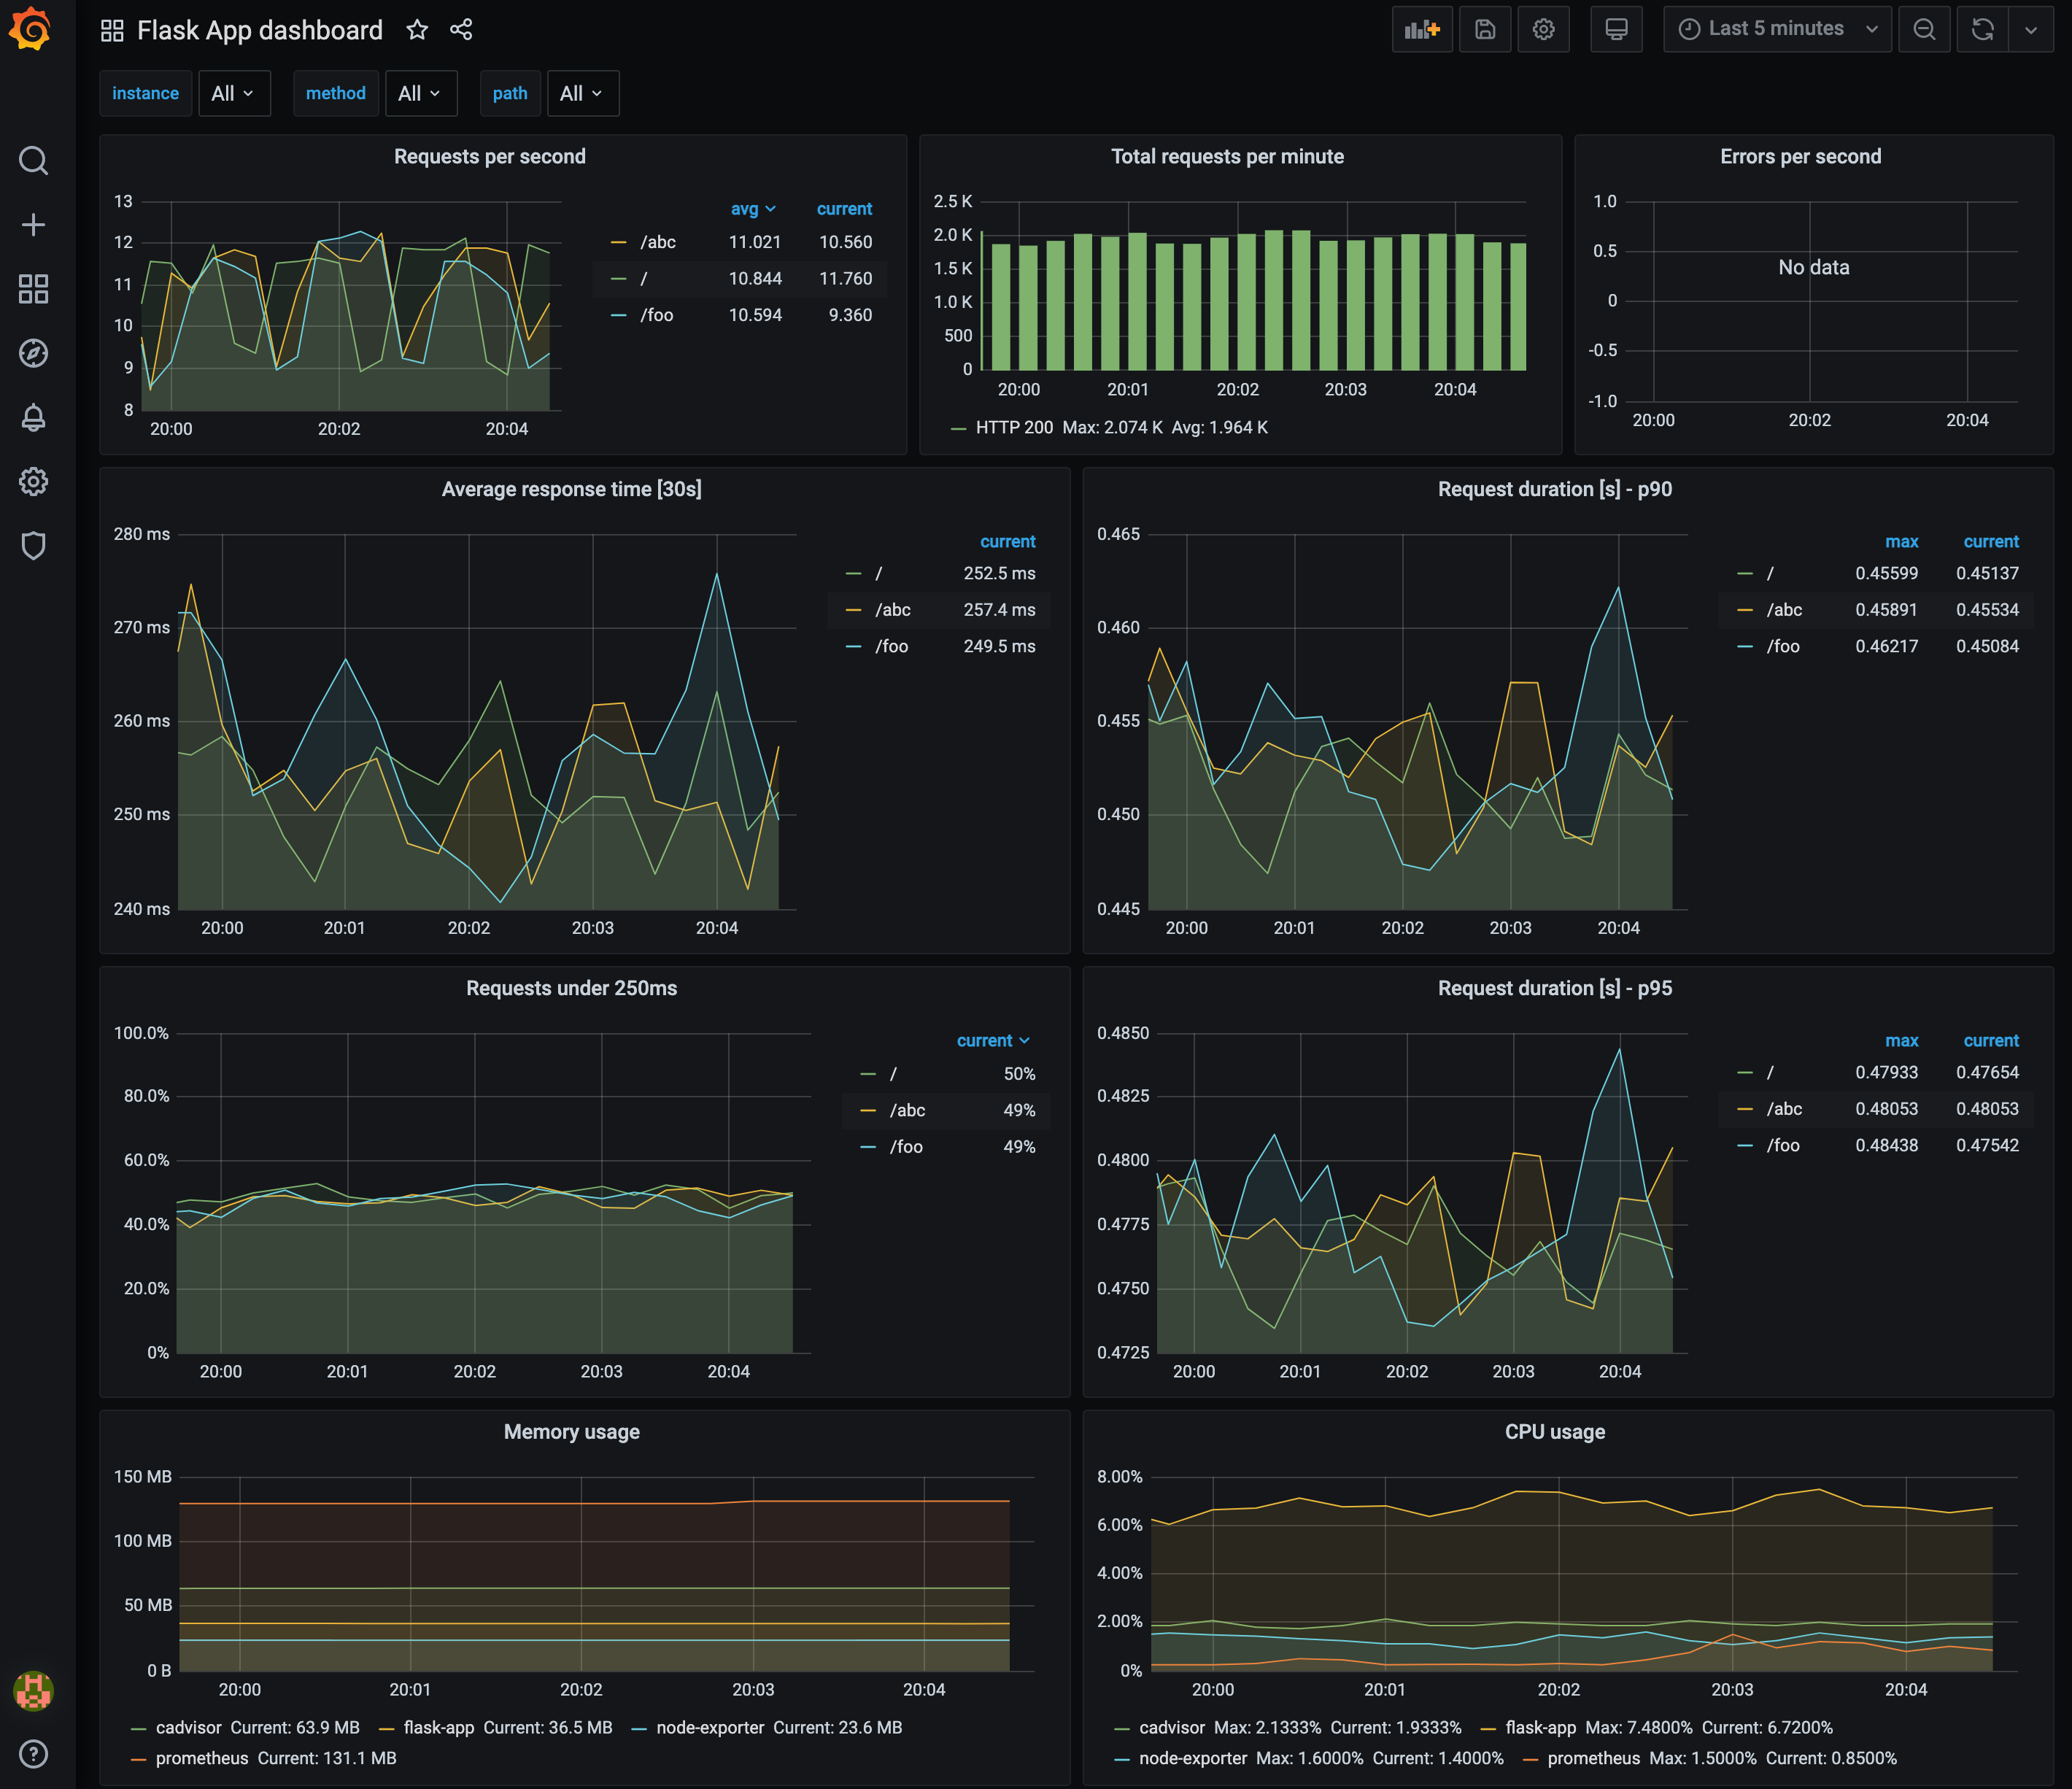 Flask App dashboard
Last 5 minutes
instance All method All path All
Requests per second
13
12
11
10
9
8
20:00 20:02 20:04
avg current
/abc 11.021 10.560
/ 10.844 11.760
/foo 10.594 9.360
Total requests per minute
2.5 K
2.0 K
1.5 K
1.0 K
500
0
20:00 20:01 20:02 20:03 20:04
HTTP 200 Max: 2.074 K Avg: 1.964 K
Errors per second
1.0
0.5
No data
0
-0.5
-1.0
20:00 20:02 20:04
Average response time [30s]
280 ms
270 ms
260 ms
250 ms
240 ms
20:00 20:01 20:02 20:03 20:04
current
/ 252.5 ms
/abc 257.4 ms
/foo 249.5 ms
Request duration [s] - p90
0.465
0.460
0.455
0.450
0.445
20:00 20:01 20:02 20:03 20:04
max current
/ 0.45599 0.45137
/abc 0.45891 0.45534
/foo 0.46217 0.45084
Requests under 250ms
100.0%
80.0%
60.0%
40.0%
20.0%
0%
20:00 20:01 20:02 20:03 20:04
current
/ 50%
/abc 49%
/foo 49%
Request duration [s] - p95
0.4850
0.4825
0.4800
0.4775
0.4750
0.4725
20:00 20:01 20:02 20:03 20:04
max current
/ 0.47933 0.47654
/abc 0.48053 0.48053
/foo 0.48438 0.47542
Memory usage
150 MB
100 MB
50 MB
0 B
20:00 20:01 20:02 20:03 20:04
cadvisor Current: 63.9 MB flask-app Current: 36.5 MB node-exporter Current: 23.6 MB
prometheus Current: 131.1 MB
CPU usage
8.00%
6.00%
4.00%
2.00%
0%
20:00 20:01 20:02 20:03 20:04
cadvisor Max: 2.1333% Current: 1.9333% flask-app Max: 7.4800% Current: 6.7200%
node-exporter Max: 1.6000% Current: 1.4000% prometheus Max: 1.5000% Current: 0.8500%